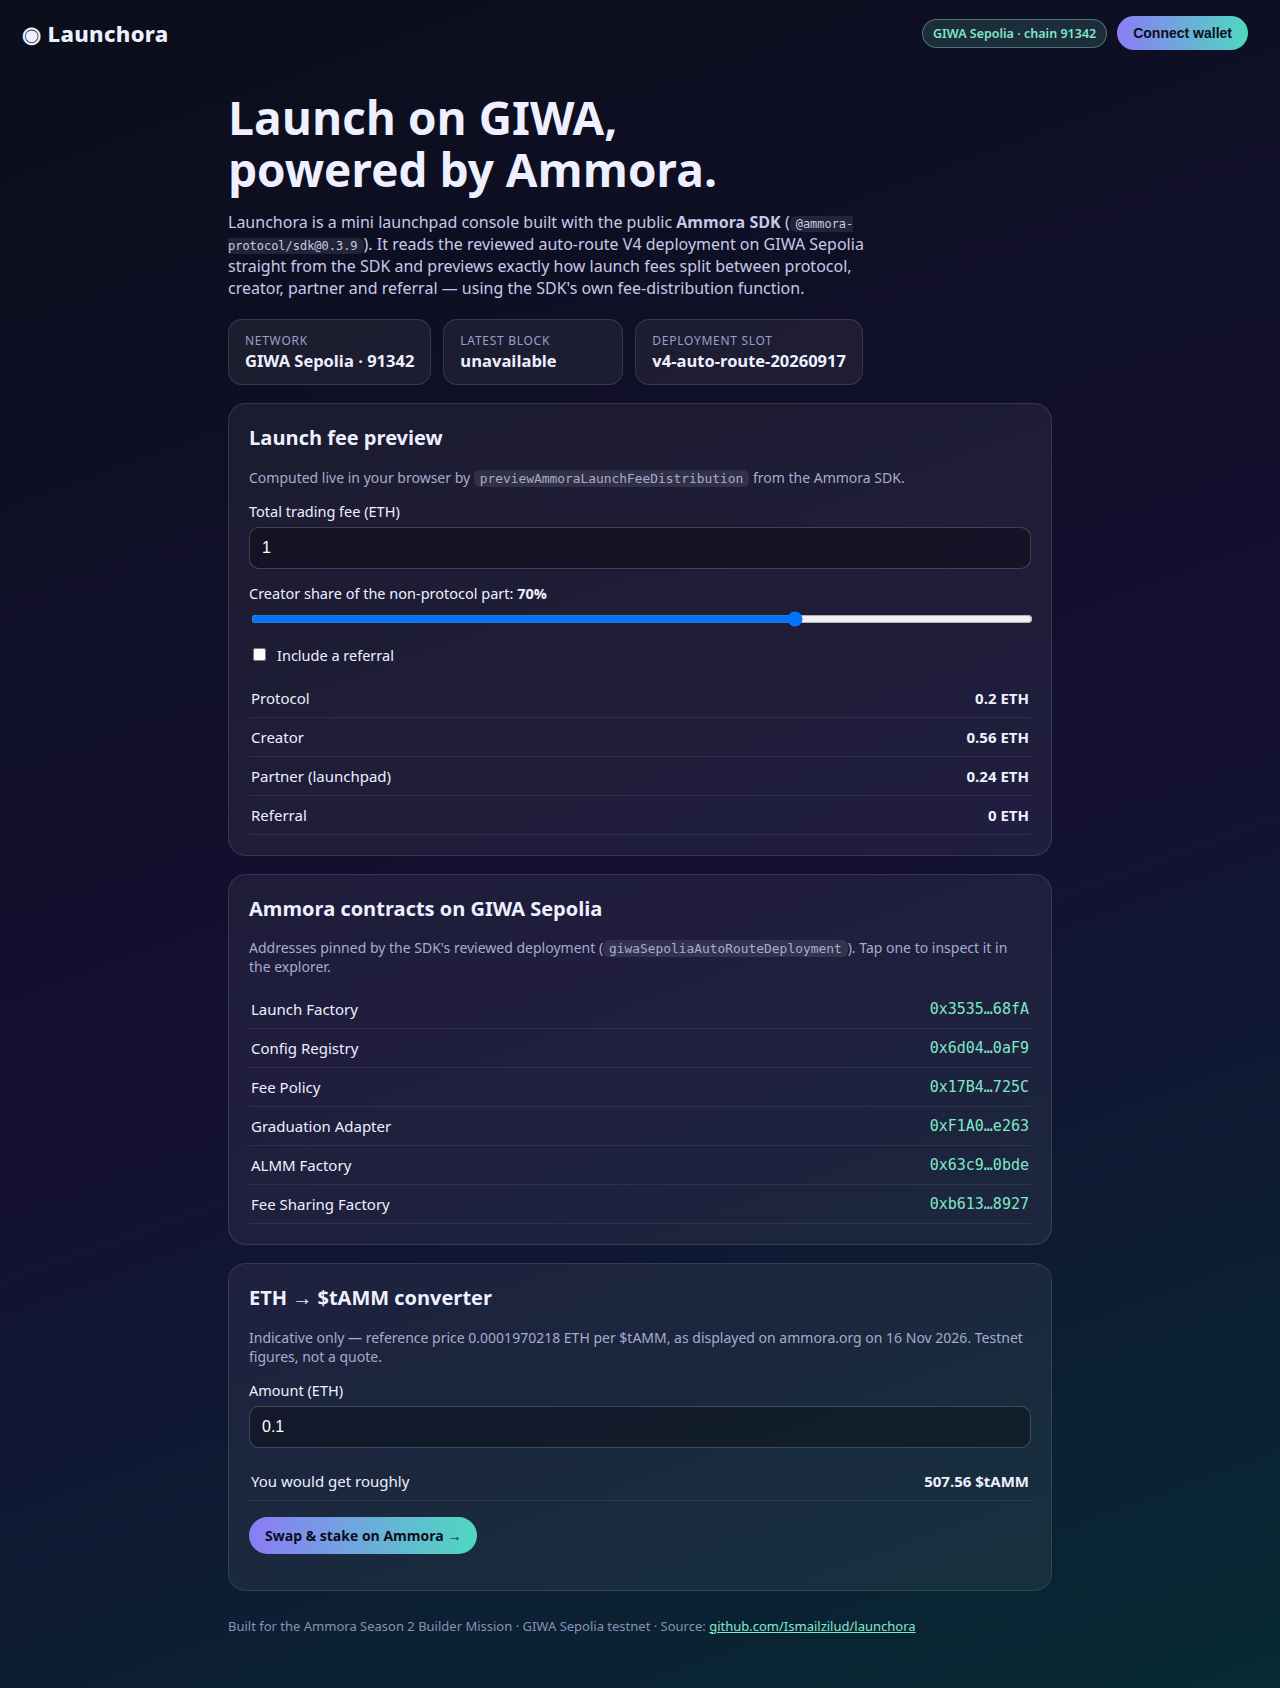 ◉ Launchora
GIWA Sepolia · chain 91342
Connect wallet
Launch on GIWA,
powered by Ammora.
Launchora is a mini launchpad console built with the public Ammora SDK ( @ammora-
protocol/sdk@0.3.9 ). It reads the reviewed auto-route V4 deployment on GIWA Sepolia
straight from the SDK and previews exactly how launch fees split between protocol,
creator, partner and referral — using the SDK's own fee-distribution function.
NETWORK
GIWA Sepolia · 91342
LATEST BLOCK
unavailable
DEPLOYMENT SLOT
v4-auto-route-20260917
Launch fee preview
Computed live in your browser by previewAmmoraLaunchFeeDistribution from the Ammora SDK.
Total trading fee (ETH)
1
Creator share of the non-protocol part: 70%
Include a referral
Protocol 0.2 ETH
Creator 0.56 ETH
Partner (launchpad) 0.24 ETH
Referral 0 ETH
Ammora contracts on GIWA Sepolia
Addresses pinned by the SDK's reviewed deployment ( giwaSepoliaAutoRouteDeployment ). Tap one to inspect it in
the explorer.
Launch Factory 0x3535…68fA
Config Registry 0x6d04…0aF9
Fee Policy 0x17B4…725C
Graduation Adapter 0xF1A0…e263
ALMM Factory 0x63c9…0bde
Fee Sharing Factory 0xb613…8927
ETH → $tAMM converter
Indicative only — reference price 0.0001970218 ETH per $tAMM, as displayed on ammora.org on 16 Nov 2026. Testnet
figures, not a quote.
Amount (ETH)
0.1
You would get roughly 507.56 $tAMM
Swap & stake on Ammora →
Built for the Ammora Season 2 Builder Mission · GIWA Sepolia testnet · Source: github.com/Ismailzilud/launchora